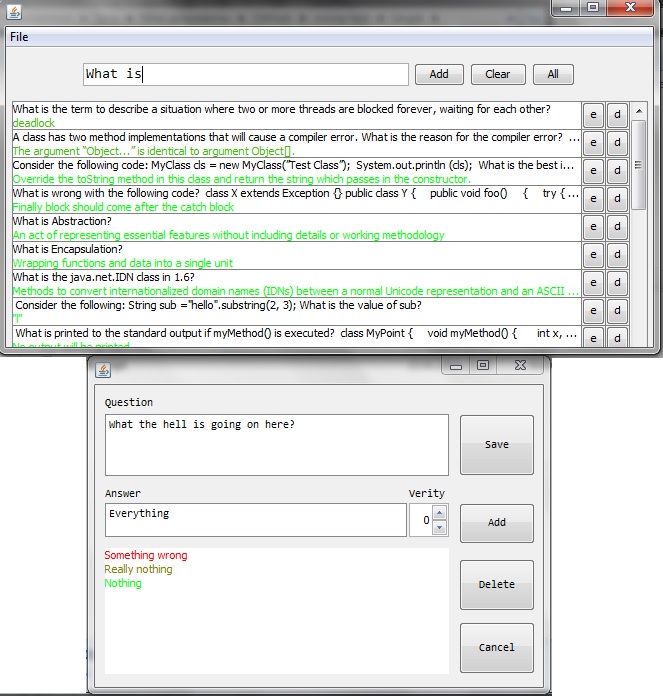 File
What is
Add
Clear
All
What is the term to describe a situation where two or more threads are blocked forever, waiting for each other?
e d
deadlock
A class has two method implementations that will cause a compiler error. What is the reason for the compiler error? ...
e d
The argument "Object..." is identical to argument Object[].
Consider the following code: MyClass cls = new MyClass("Test Class"); System.out.println (cls); What is the best i...
e d
Override the toString method in this class and return the string which passes in the constructor.
What is wrong with the following code? class X extends Exception {} public class Y { public void foo() { try { ...
e d
Finally block should come after the catch block
What is Abstraction?
e d
An act of representing essential features without including details or working methodology
What is Encapsulation?
e d
Wrapping functions and data into a single unit
What is the java.net.IDN class in 1.6?
e d
Methods to convert internationalized domain names (IDNs) between a normal Unicode representation and an ASCII ...
Consider the following: String sub ="hello".substring(2, 3); What is the value of sub?
e d
"l"
What is printed to the standard output if myMethod() is executed? class MyPoint { void myMethod() { int x, ...
e d
No output will be printed
Question
What the hell is going on here?
Save
Answer
Verity
Everything
0
Add
Something wrong
Really nothing
Nothing
Delete
Cancel